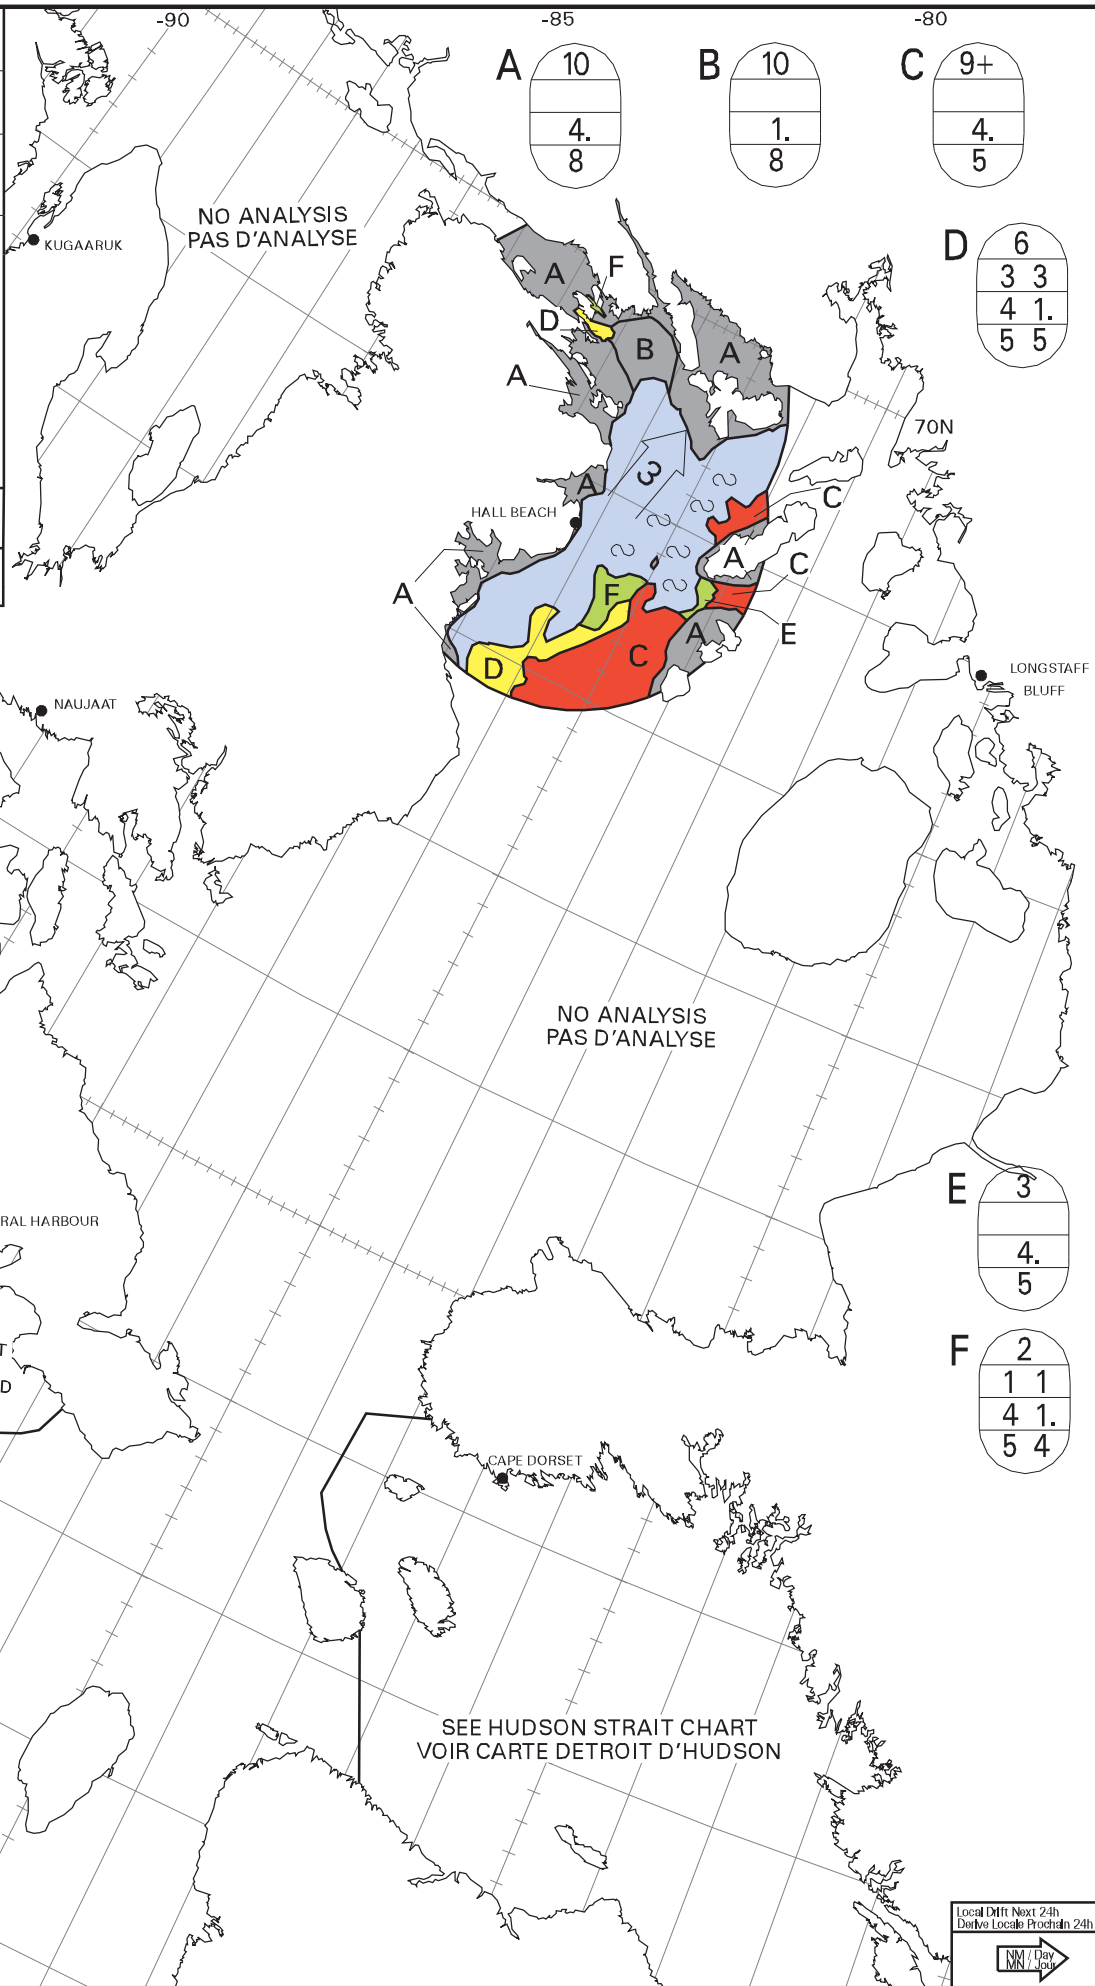 -90
-85
-80
A
10
4.
8
B
10
1.
8
C
9+
4.
5
NO ANALYSIS
PAS D'ANALYSE
KUGAARUK
D
6
3 3
4 1.
5 5
A
F
D
B
A
A
70N
3
A
C
HALL BEACH
A
C
A
F
E
A
C
D
LONGSTAFF
BLUFF
NAUJAAT
NO ANALYSIS
PAS D'ANALYSE
E
3
4.
5
RAL HARBOUR
F
2
1 1
4 1.
5 4
T
D
CAPE DORSET
SEE HUDSON STRAIT CHART
VOIR CARTE DETROIT D'HUDSON
Local Drift Next 24h
Derive Locale Prochain 24h
NM / Day
MN / Jour